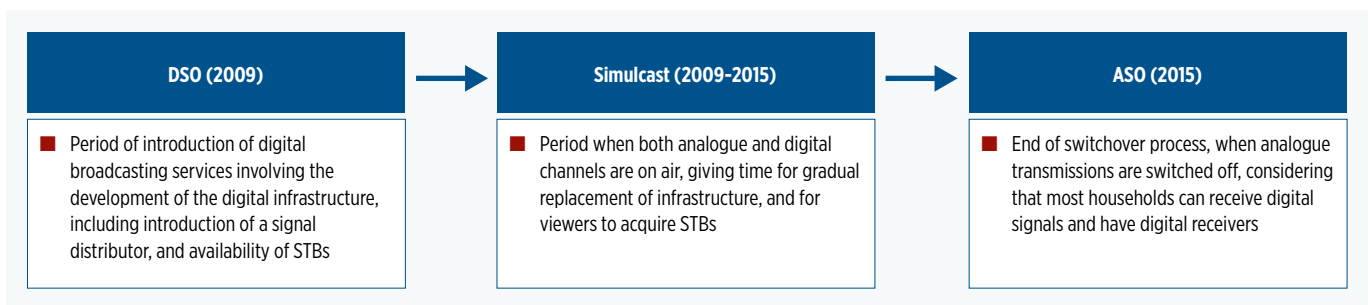 DSO (2009)
Period of introduction of digital
broadcasting services involving the
development of the digital infrastructure,
including introduction of a signal
distributor, and availability of STBs
Simulcast (2009-2015)
Period when both analogue and digital
channels are on air, giving time for gradual
replacement of infrastructure, and for
viewers to acquire STBs
ASO (2015)
End of switchover process, when analogue
transmissions are switched off, considering
that most households can receive digital
signals and have digital receivers